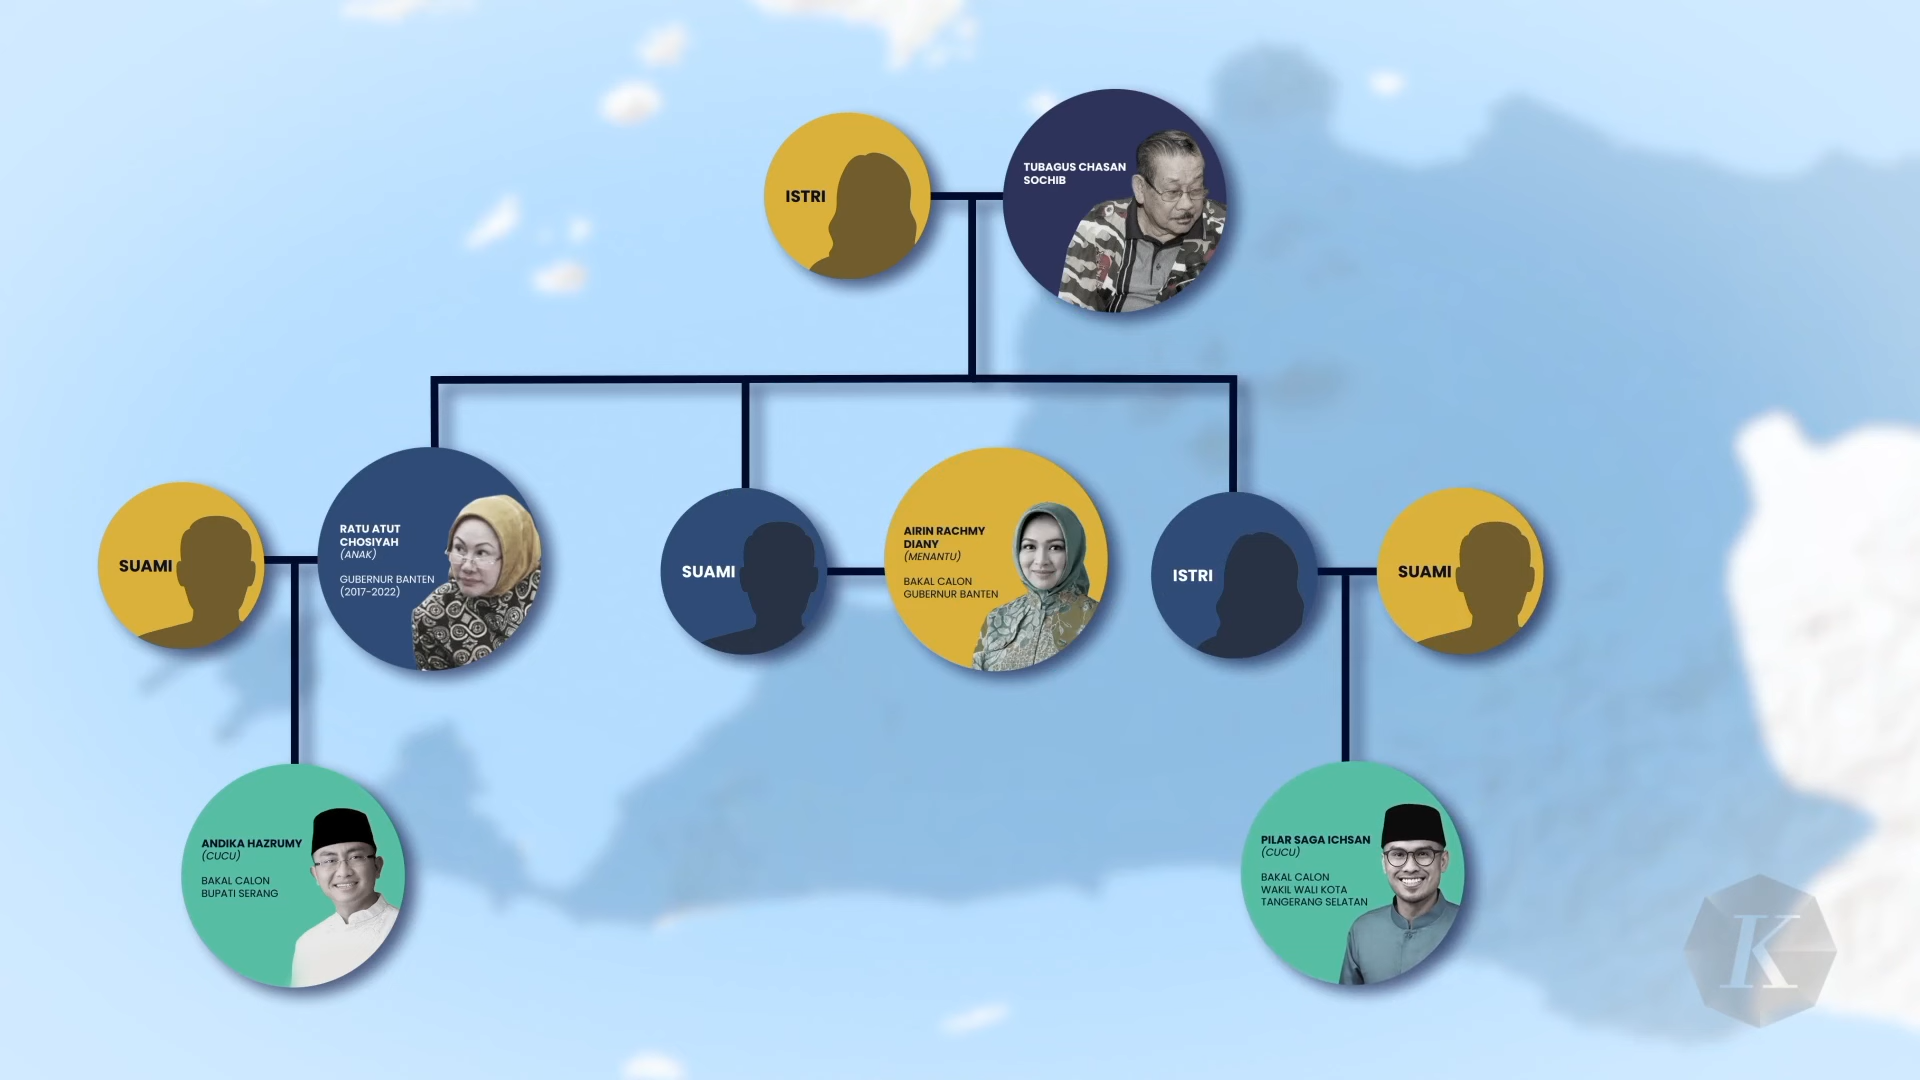 ISTRI
TUBAGUS CHASAN
SOCHIB
SUAMI
RATU ATUT
CHOSIYAH
(ANAK)
GUBERNUR BANTEN
(2017-2022)
SUAMI
AIRIN RACHMY
DIANY
(MENANTU)
BAKAL CALON
GUBERNUR BANTEN
ISTRI
SUAMI
ANDIKA HAZRUMY
(CUCU)
BAKAL CALON
BUPATI SERANG
PILAR SAGA ICHSAN
(CUCU)
BAKAL CALON
WAKIL WALI KOTA
TANGERANG SELATAN
K